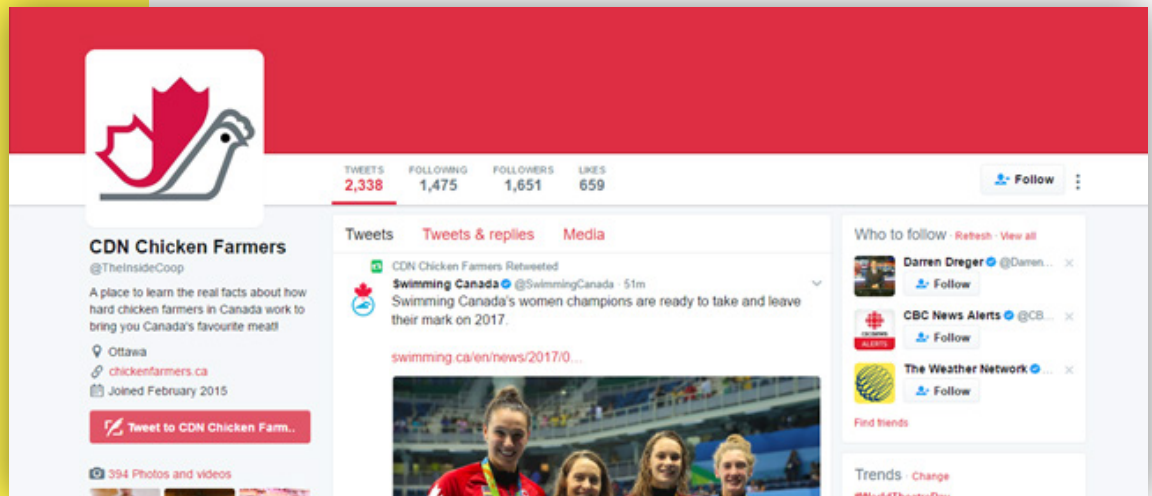 TWEETS FOLLOWING FOLLOWERS LIKES
2,338 1,475 1,651 659
Follow
CDN Chicken Farmers
@TheInsideCoop
A place to learn the real facts about how
hard chicken farmers in Canada work to
bring you Canada's favourite meat!
Ottawa
chickenfarmers.ca
Joined February 2015
Tweet to CDN Chicken Farm..
394 Photos and videos
Tweets Tweets & replies Media
CDN Chicken Farmers Retweeted
Swimming Canada @SwimmingCanada · 51m
Swimming Canada's women champions are ready to take and leave
their mark on 2017.
swimming.ca/en/news/2017/0...
Who to follow · Refresh · View all
Darren Dreger @Darren...
Follow
CBC News Alerts @CB...
ALERTS
Follow
The Weather Network
Follow
Find friends
Trends · Change
#WorldTheatreDay